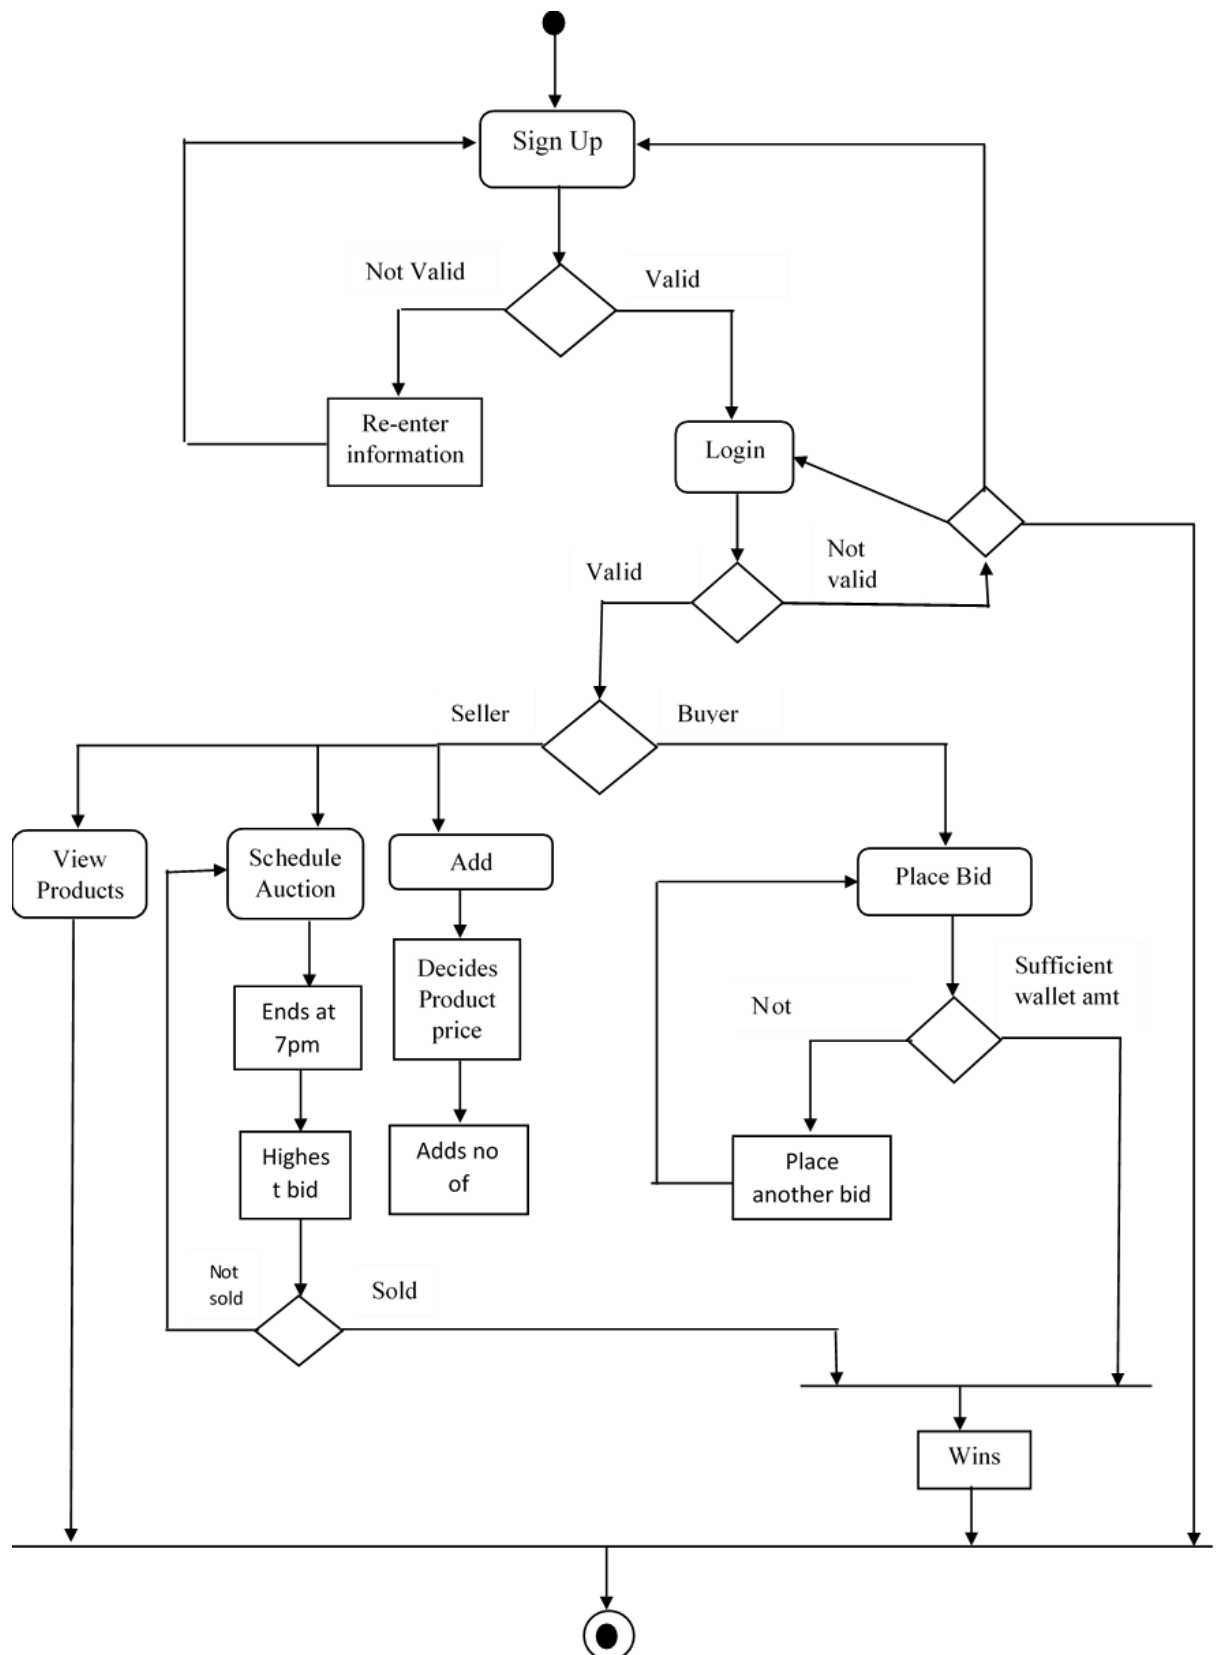 Sign Up
Not Valid
Valid
Re-enter
information
Login
Valid
Not
valid
Seller
Buyer
View
Products
Schedule
Auction
Add
Place Bid
Decides
Product
price
Sufficient
wallet amt
Not
Ends at
7pm
Highes
t bid
Adds no
of
Place
another bid
Not
sold
Sold
Wins